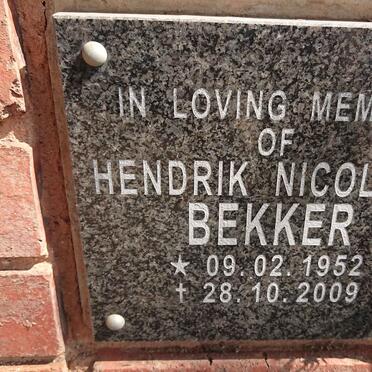 IN LOVING MEM
OF
HENDRIK NICOL
BEKKER
★ 09.02.1952
† 28.10.2009